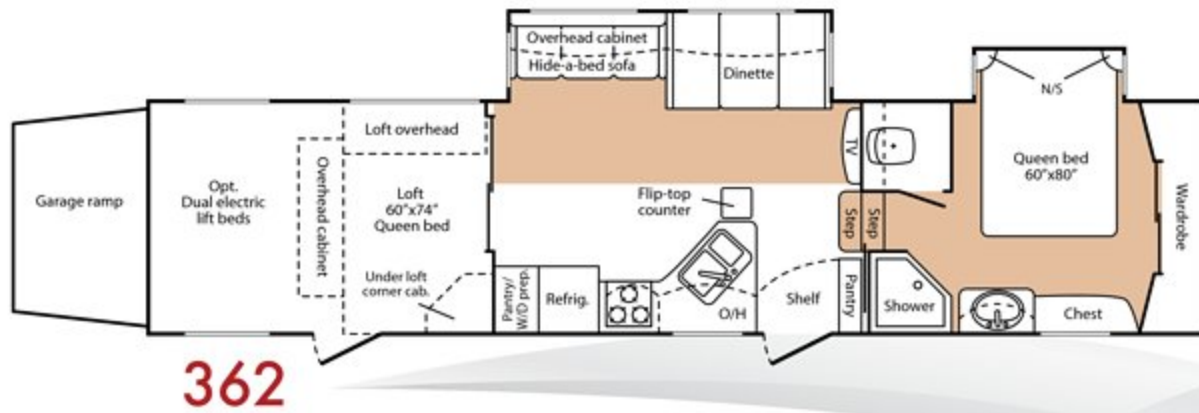 Garage ramp
Opt.
Dual electric
lift beds
Overhead cabinet
Loft overhead
Loft
60"x74"
Queen bed
Under loft
corner cab.
Overhead cabinet
Hide-a-bed sofa
Dinette
TV
Flip-top
counter
Step
Step
Pantry/
W/D prep.
Refrig.
O/H
Shelf
Pantry
Shower
N/S
Queen bed
60"x80"
Chest
Wardrobe
362